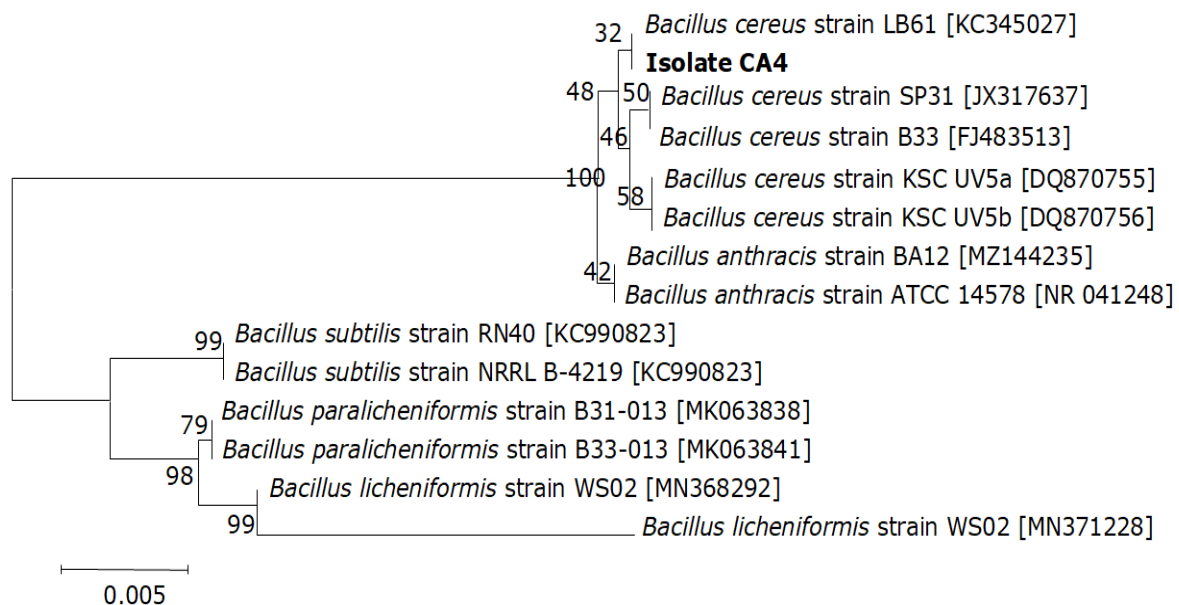 Bacillus cereus strain LB61 [KC345027]
32
Isolate CA4
48
50
Bacillus cereus strain SP31 [JX317637]
46
Bacillus cereus strain B33 [FJ483513]
100
Bacillus cereus strain KSC UV5a [DQ870755]
58
Bacillus cereus strain KSC UV5b [DQ870756]
Bacillus anthracis strain BA12 [MZ144235]
42
Bacillus anthracis strain ATCC 14578 [NR 041248]
Bacillus subtilis strain RN40 [KC990823]
99
Bacillus subtilis strain NRRL B-4219 [KC990823]
Bacillus paralicheniformis strain B31-013 [MK063838]
79
Bacillus paralicheniformis strain B33-013 [MK063841]
98
Bacillus licheniformis strain WS02 [MN368292]
99
Bacillus licheniformis strain WS02 [MN371228]
0.005